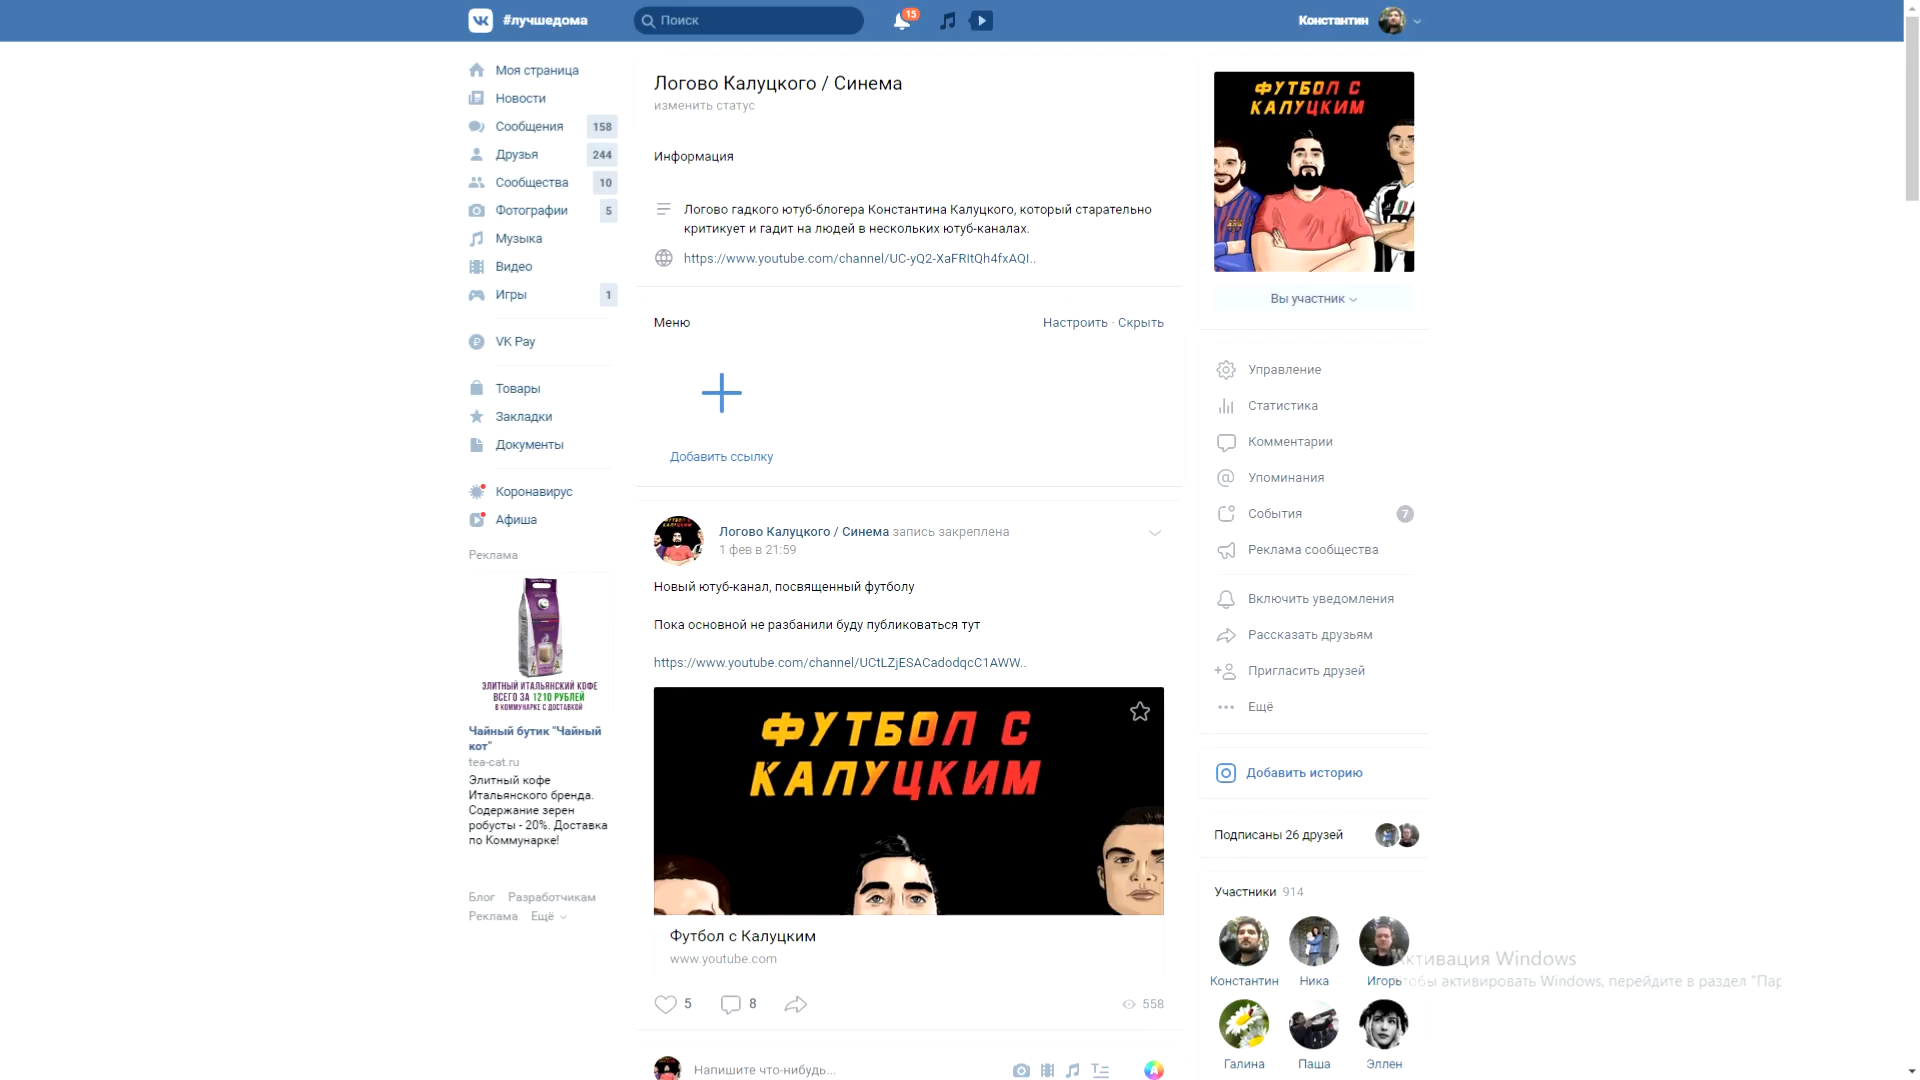 #лучшедома
Поиск
15
Константин
Моя страница
Новости
Сообщения 158
Друзья 244
Сообщества 10
Фотографии 5
Музыка
Видео
Игры 1
VK Pay
Товары
Закладки
Документы
Коронавирус
Афиша
Реклама
ЭЛИТНЫЙ ИТАЛЬЯНСКИЙ КОФЕ
ВСЕГО ЗА 1210 РУБЛЕЙ
В КОММУНАРКЕ С ДОСТАВКОЙ
Чайный бутик "Чайный
кот"
tea-cat.ru
Элитный кофе
Итальянского бренда.
Содержание зерен
робусты - 20%. Доставка
по Коммунарке!
Блог Разработчикам
Реклама Ещё
Логово Калуцкого / Синема
изменить статус
Информация
Логово гадкого ютуб-блогера Константина Калуцкого, который старательно
критикует и гадит на людей в нескольких ютуб-каналах.
https://www.youtube.com/channel/UC-yQ2-XaFRItQh4fxAQI..
Меню
Настроить · Скрыть
Добавить ссылку
Логово Калуцкого / Синема запись закреплена
1 фев в 21:59
Новый ютуб-канал, посвященный футболу
Пока основной не разбанили буду публиковаться тут
https://www.youtube.com/channel/UCtLZjESACadodqcC1AWW..
ФУТБОЛ С
КАЛУЦКИМ
Футбол с Калуцким
www.youtube.com
5 8 558
Напишите что-нибудь...
ФУТБОЛ С
КАЛУЦКИМ
Вы участник
Управление
Статистика
Комментарии
Упоминания
События 7
Реклама сообщества
Включить уведомления
Рассказать друзьям
Пригласить друзей
Ещё
Добавить историю
Подписаны 26 друзей
Участники 914
Константин Ника Игорь
Галина Паша Эллен
Активация Windows
Чтобы активировать Windows, перейдите в раздел "Пар